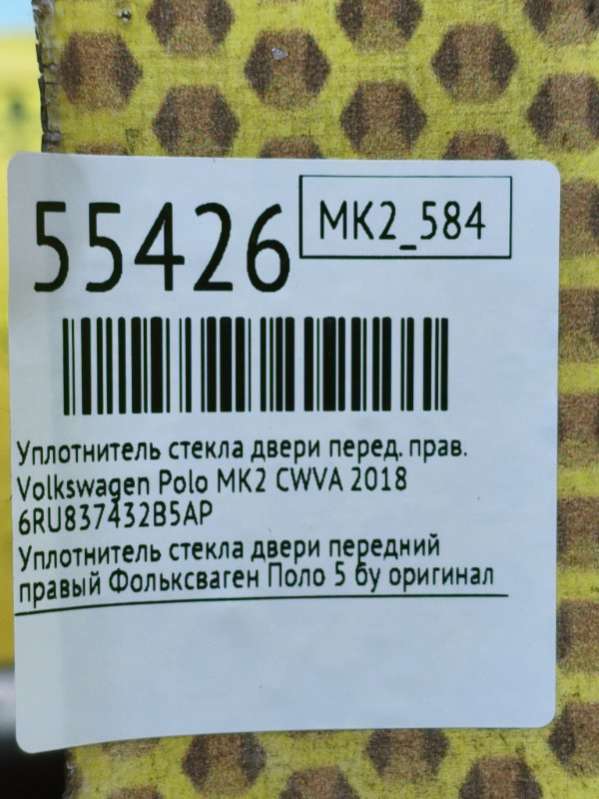 55426
MK2_584
Уплотнитель стекла двери перед. прав.
Volkswagen Polo MK2 CWVA 2018
6RU837432B5AP
Уплотнитель стекла двери передний
правый Фольксваген Поло 5 бу оригинал